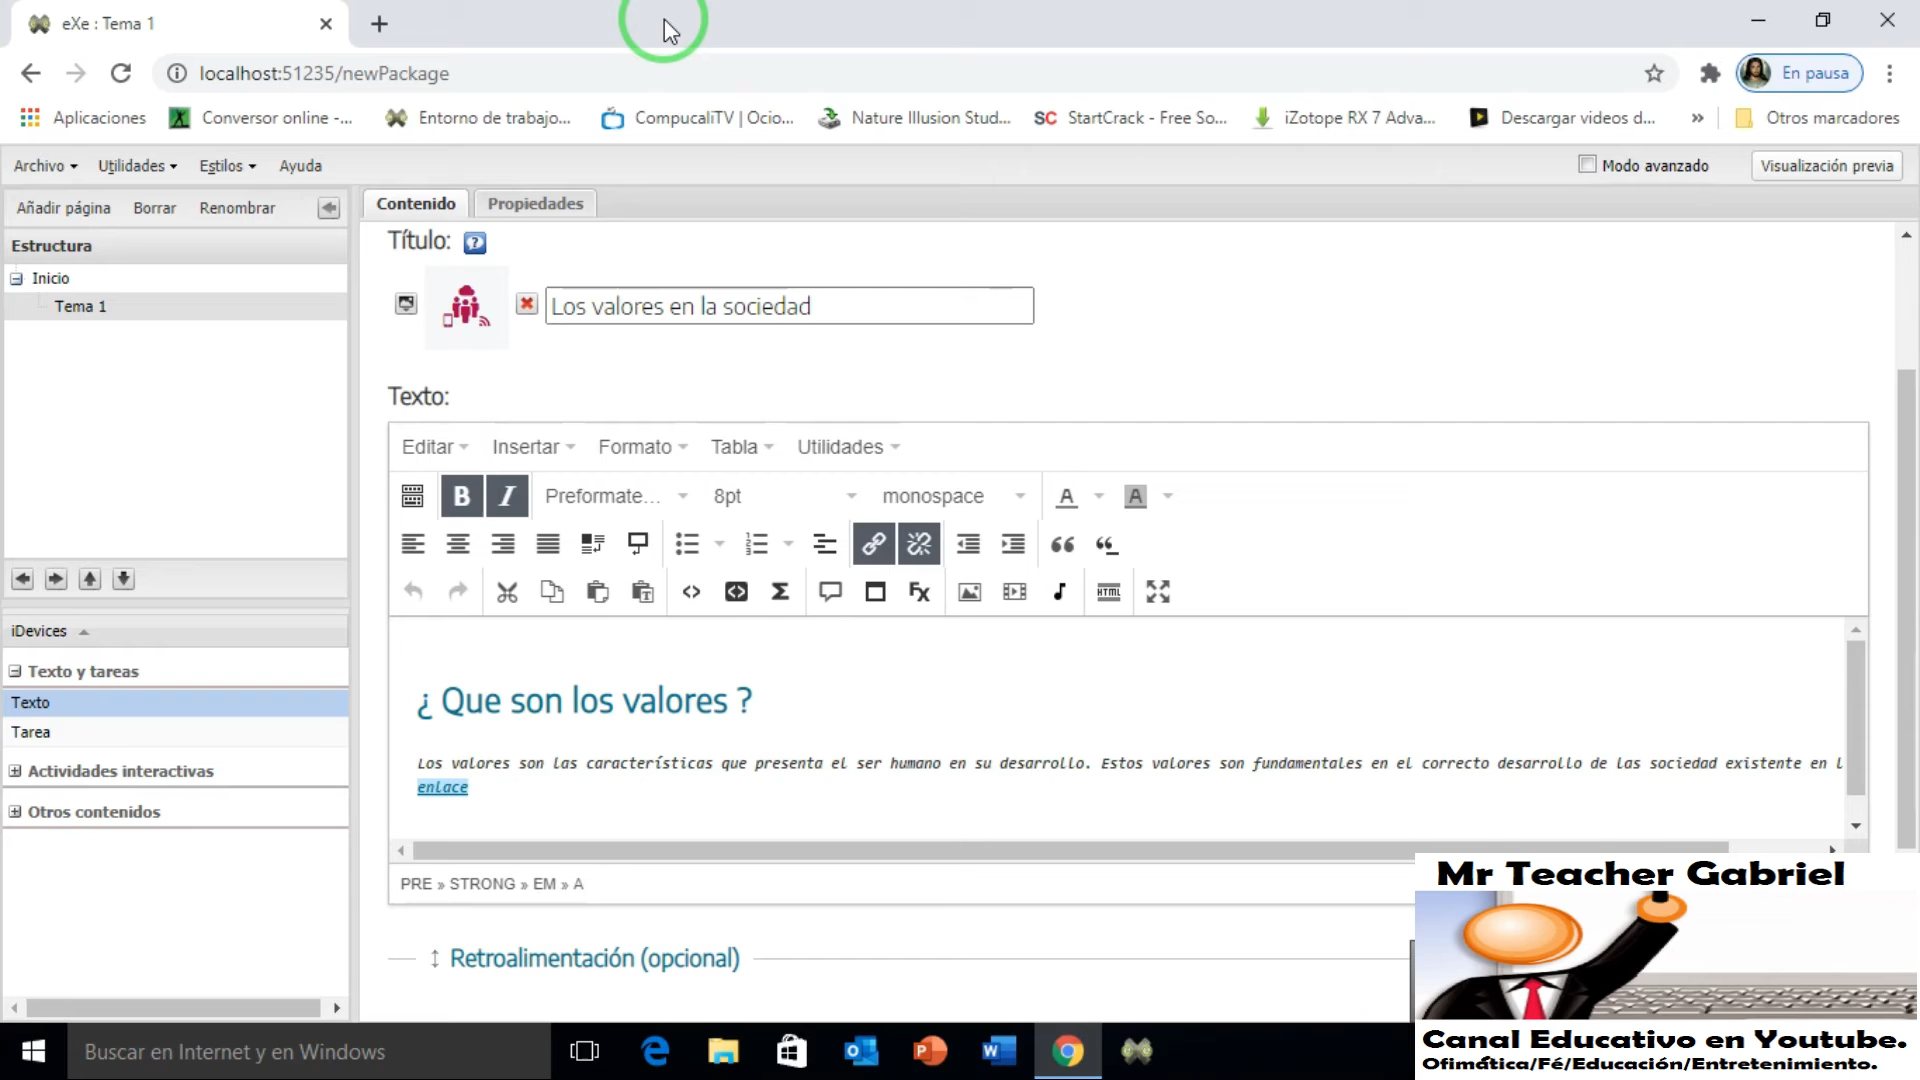 eXe : Tema 1
localhost:51235/newPackage
En pausa
Aplicaciones
Conversor online -...
Entorno de trabajo...
CompucaliTV | Ocio...
Nature Illusion Stud...
SC StartCrack - Free So...
iZotope RX 7 Adva...
Descargar videos d...
»
Otros marcadores
Archivo Utilidades Estilos Ayuda
Modo avanzado
Visualización previa
Añadir página Borrar Renombrar
Contenido Propiedades
Estructura
Inicio
Tema 1
Título:
Los valores en la sociedad
Texto:
Editar Insertar Formato Tabla Utilidades
B I Preformate... 8pt monospace A A
Fx HTML
iDevices
Texto y tareas
Texto
Tarea
Actividades interactivas
Otros contenidos
¿ Que son los valores ?
Los valores son las características que presenta el ser humano en su desarrollo. Estos valores son fundamentales en el correcto desarrollo de las sociedad existente en l
enlace
PRE » STRONG » EM » A
Retroalimentación (opcional)
Mr Teacher Gabriel
Canal Educativo en Youtube.
Ofimática/Fé/Educación/Entretenimiento.
Buscar en Internet y en Windows